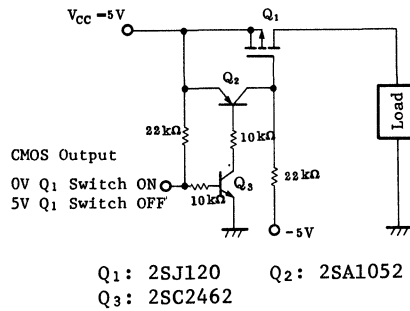 V_CC =5V
Q1
Q2
22kΩ
10kΩ
CMOS Output
0V Q1 Switch ON
5V Q1 Switch OFF
10kΩ
Q3
22kΩ
-5V
Load
Q1: 2SJ120 Q2: 2SA1052
Q3: 2SC2462